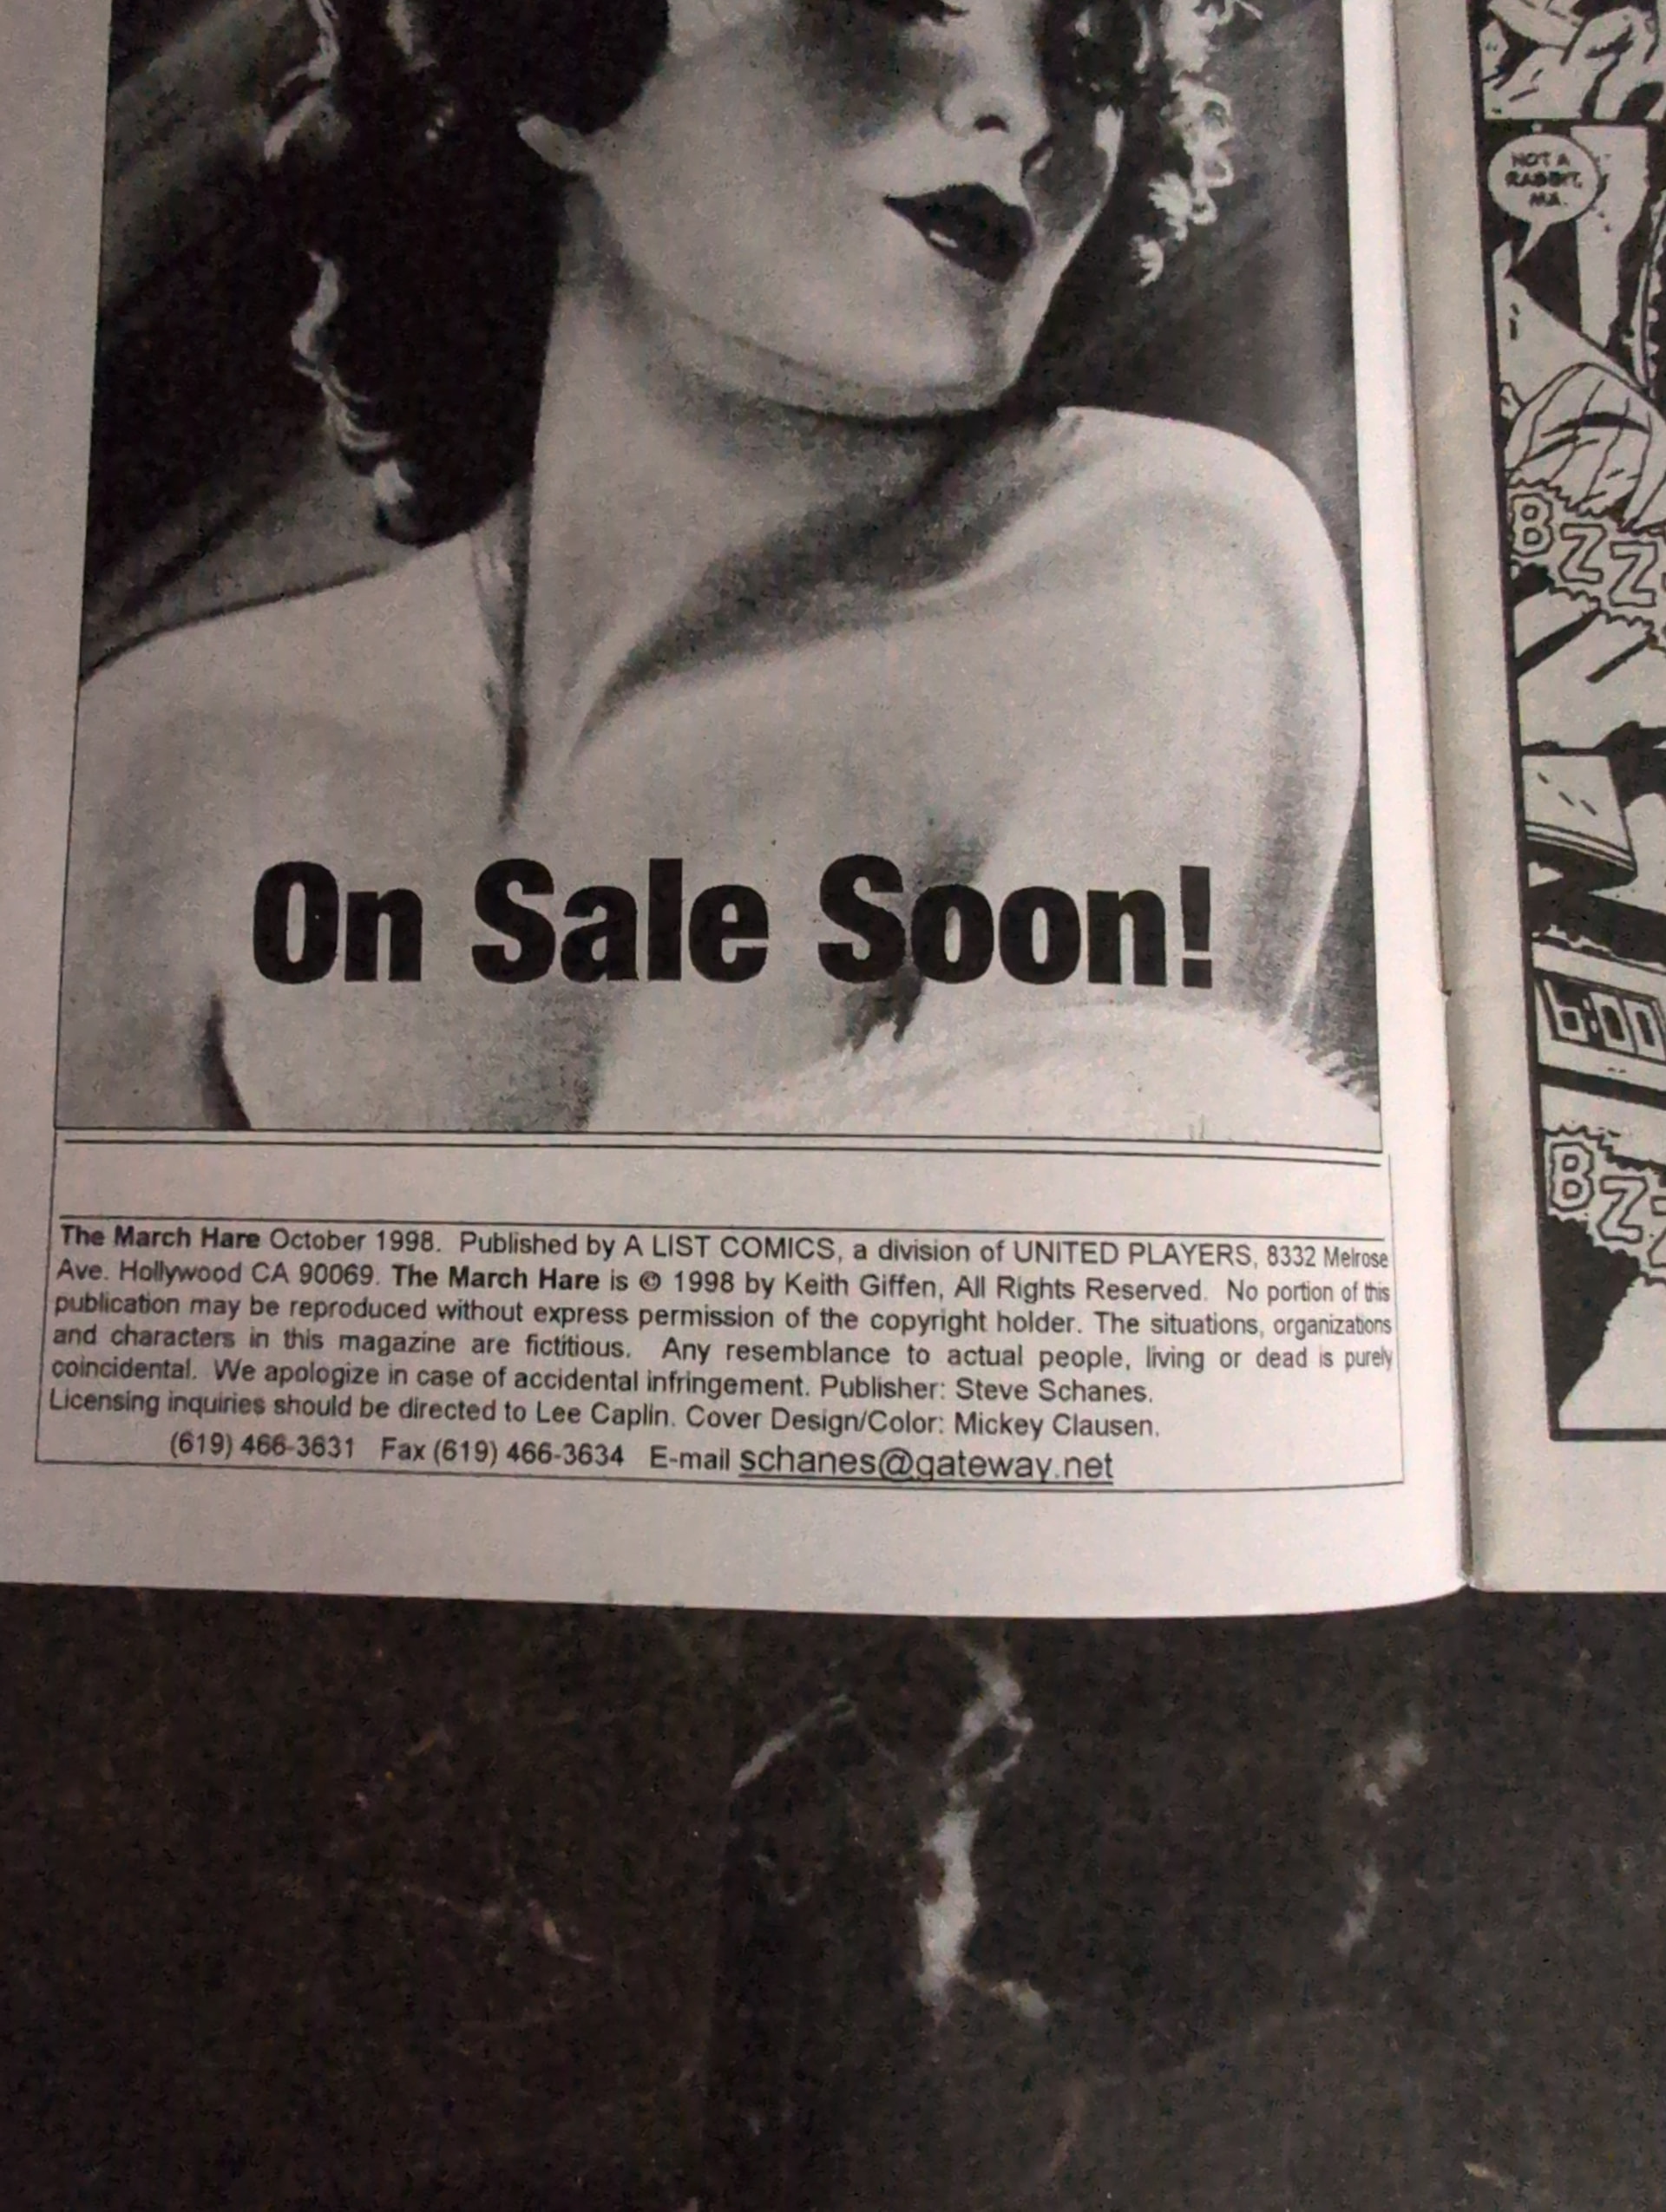 On Sale Soon!
The March Hare October 1998. Published by A LIST COMICS, a division of UNITED PLAYERS, 8332 Melrose
Ave. Hollywood CA 90069. The March Hare is © 1998 by Keith Giffen, All Rights Reserved. No portion of this
publication may be reproduced without express permission of the copyright holder. The situations, organizations
and characters in this magazine are fictitious. Any resemblance to actual people, living or dead is purely
coincidental. We apologize in case of accidental infringement. Publisher: Steve Schanes.
Licensing inquiries should be directed to Lee Caplin. Cover Design/Color: Mickey Clausen.
(619) 466-3631 Fax (619) 466-3634 E-mail schanes@gateway.net
NOT A
RABBIT,
MA.
BZZ
6:00
BZZ